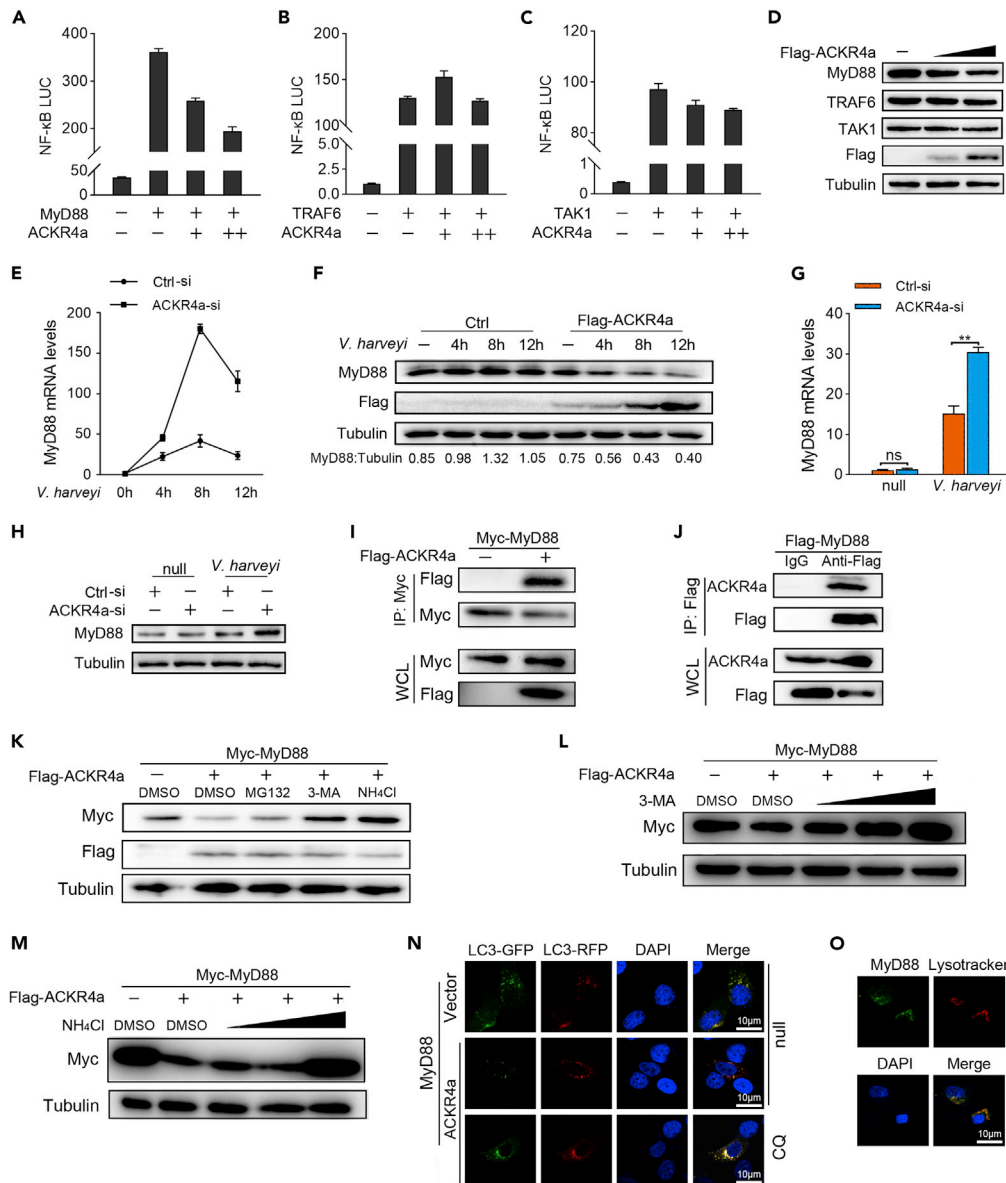 A
NF-κB LUC
400
300
200
50
0
MyD88 − + + +
ACKR4a + ++
B
NF-κB LUC
200
150
100
5.0
2.5
0.0
TRAF6 − + + +
ACKR4a + ++
C
NF-κB LUC
120
100
80
1
0
TAK1 − + + +
ACKR4a + ++
D
Flag-ACKR4a −
MyD88
TRAF6
TAK1
Flag
Tubulin
E
Ctrl-si
ACKR4a-si
MyD88 mRNA levels
200
150
100
50
0
V. harveyi 0h 4h 8h 12h
F
Ctrl Flag-ACKR4a
V. harveyi − 4h 8h 12h − 4h 8h 12h
MyD88
Flag
Tubulin
MyD88:Tubulin 0.85 0.98 1.32 1.05 0.75 0.56 0.43 0.40
G
Ctrl-si
ACKR4a-si
MyD88 mRNA levels
40
30
20
10
0
ns
**
null V. harveyi
H
null V. harveyi
Ctrl-si + − + −
ACKR4a-si − + − +
MyD88
Tubulin
I
Myc-MyD88
Flag-ACKR4a − +
IP: Myc
Flag
Myc
WCL
Myc
Flag
J
Flag-MyD88
IgG Anti-Flag
IP: Flag
ACKR4a
Flag
WCL
ACKR4a
Flag
K
Myc-MyD88
Flag-ACKR4a − + + + +
DMSO DMSO MG132 3-MA NH₄Cl
Myc
Flag
Tubulin
L
Myc-MyD88
Flag-ACKR4a − + + + +
3-MA DMSO DMSO
Myc
Tubulin
M
Myc-MyD88
Flag-ACKR4a − + + + +
NH₄Cl DMSO DMSO
Myc
Tubulin
N
LC3-GFP LC3-RFP DAPI Merge
MyD88
Vector
ACKR4a
10μm
10μm
10μm
null
CQ
O
MyD88 Lysotracker
DAPI Merge
10μm